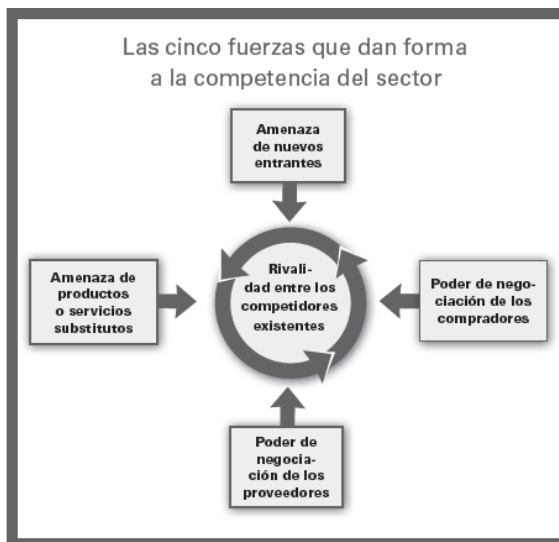 Las cinco fuerzas que dan forma
a la competencia del sector
Amenaza
de nuevos
entrantes
Amenaza de
productos
o servicios
substitutos
Rivali-
dad entre los
competidores
existentes
Poder de nego-
ciación de los
compradores
Poder de
negocia-
ción de los
proveedores